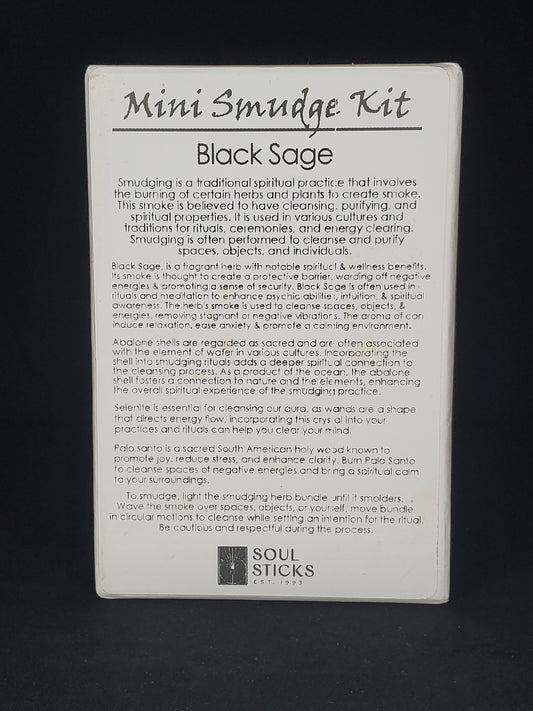 Mini Smudge Kit
Black Sage
Smudging is a traditional spiritual practice that involves
the burning of certain herbs and plants to create smoke.
This smoke is believed to have cleansing, purifying, and
spiritual properties. It is used in various cultures and
traditions for rituals, ceremonies, and energy clearing.
Smudging is often performed to cleanse and purify
spaces, objects, and individuals.
Black Sage, is a fragrant herb with notable spiritual & wellness benefits.
Its smoke is thought to create a protective barrier, warding off negative
energies & promoting a sense of security. Black Sage is often used in
rituals and meditation to enhance psychic abilities, intuition, & spiritual
awareness. The herb's smoke is used to cleanse spaces, objects, &
energies, removing stagnant or negative vibrations. The aroma of can
induce relaxation, ease anxiety & promote a calming environment.
Abalone shells are regarded as sacred and are often associated
with the element of water in various cultures. Incorporating the
shell into smudging rituals adds a deeper spiritual connection to
the cleansing process. As a product of the ocean, the abalone
shell fosters a connection to nature and the elements, enhancing
the overall spiritual experience of the smudging practice.
Selenite is essential for cleansing our aura, as wands are a shape
that directs energy flow, incorporating this crystal into your
practices and rituals can help you clear your mind.
Palo santo is a sacred South American holy wood known to
promote joy, reduce stress, and enhance clarity. Burn Palo Santo
to cleanse spaces of negative energies and bring a spiritual calm
to your surroundings.
To smudge, light the smudging herb bundle until it smolders.
Wave the smoke over spaces, objects, or yourself, move bundle
in circular motions to cleanse while setting an intention for the ritual.
Be cautious and respectful during the process.
SOUL
STICKS
EST. 1993